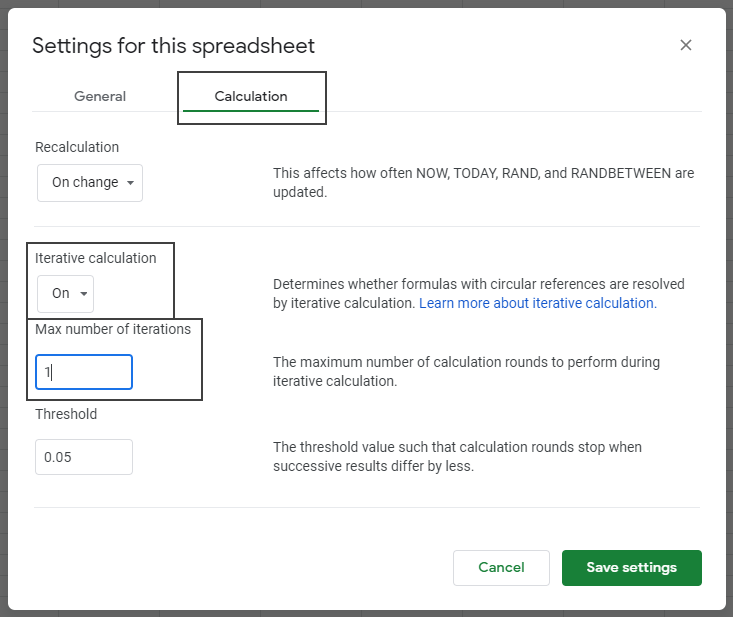 Settings for this spreadsheet
General
Calculation
Recalculation
On change
This affects how often NOW, TODAY, RAND, and RANDBETWEEN are
updated.
Iterative calculation
On
Determines whether formulas with circular references are resolved
by iterative calculation. Learn more about iterative calculation.
Max number of iterations
1
The maximum number of calculation rounds to perform during
iterative calculation.
Threshold
0.05
The threshold value such that calculation rounds stop when
successive results differ by less.
Cancel
Save settings